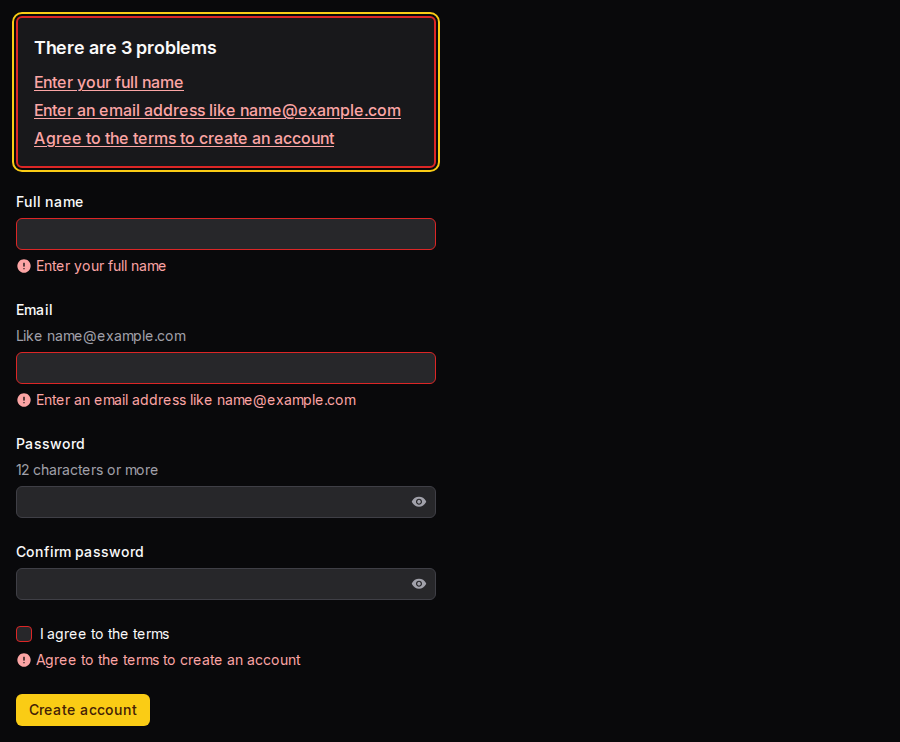 There are 3 problems
Enter your full name
Enter an email address like name@example.com
Agree to the terms to create an account
Full name
Enter your full name
Email
Like name@example.com
Enter an email address like name@example.com
Password
12 characters or more
Confirm password
I agree to the terms
Agree to the terms to create an account
Create account